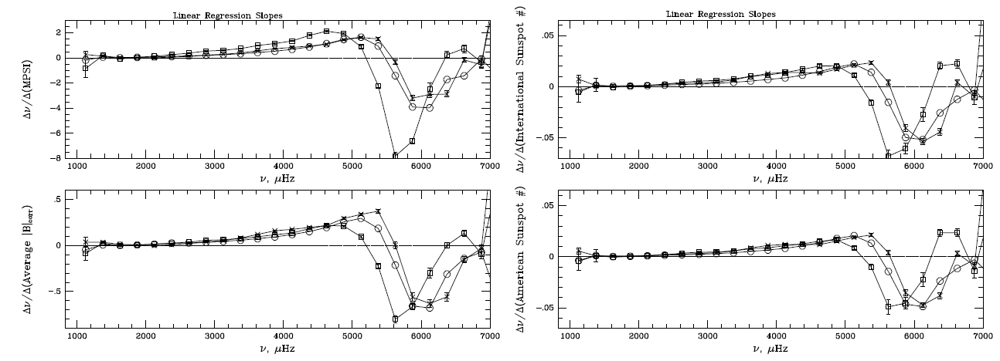 Linear Regression Slopes
Δν/Δ(MPSI)
2
0
−2
−4
−6
−8
1000 2000 3000 4000 5000 6000 7000
ν, μHz
Linear Regression Slopes
Δν/Δ(International Sunspot #)
.05
0
−.05
1000 2000 3000 4000 5000 6000 7000
ν, μHz
Δν/Δ(Average |B|corr)
.5
0
−.5
1000 2000 3000 4000 5000 6000 7000
ν, μHz
Δν/Δ(American Sunspot #)
.05
0
−.05
1000 2000 3000 4000 5000 6000 7000
ν, μHz